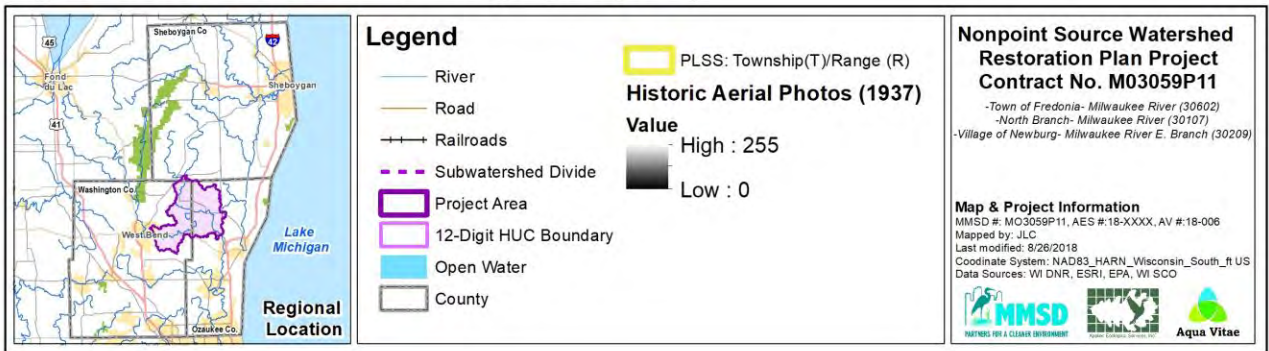 Sheboygan Co
42
45
Fond
du Lac
Sheboygan
41
Washington Co.
West Bend
Lake
Michigan
Ozaukee Co.
Regional
Location
Legend
River
Road
Railroads
Subwatershed Divide
Project Area
12-Digit HUC Boundary
Open Water
County
PLSS: Township(T)/Range (R)
Historic Aerial Photos (1937)
Value
High : 255
Low : 0
Nonpoint Source Watershed
Restoration Plan Project
Contract No. M03059P11
-Town of Fredonia- Milwaukee River (30602)
-North Branch- Milwaukee River (30107)
-Village of Newburg- Milwaukee River E. Branch (30209)
Map & Project Information
MMSD #: MO3059P11, AES #:18-XXXX, AV #:18-006
Mapped by: JLC
Last modified: 8/26/2018
Coodinate System: NAD83_HARN_Wisconsin_South_ft US
Data Sources: WI DNR, ESRI, EPA, WI SCO
MMSD
PARTNERS FOR A CLEANER ENVIRONMENT
Applied Ecological Services, Inc
Aqua Vitae